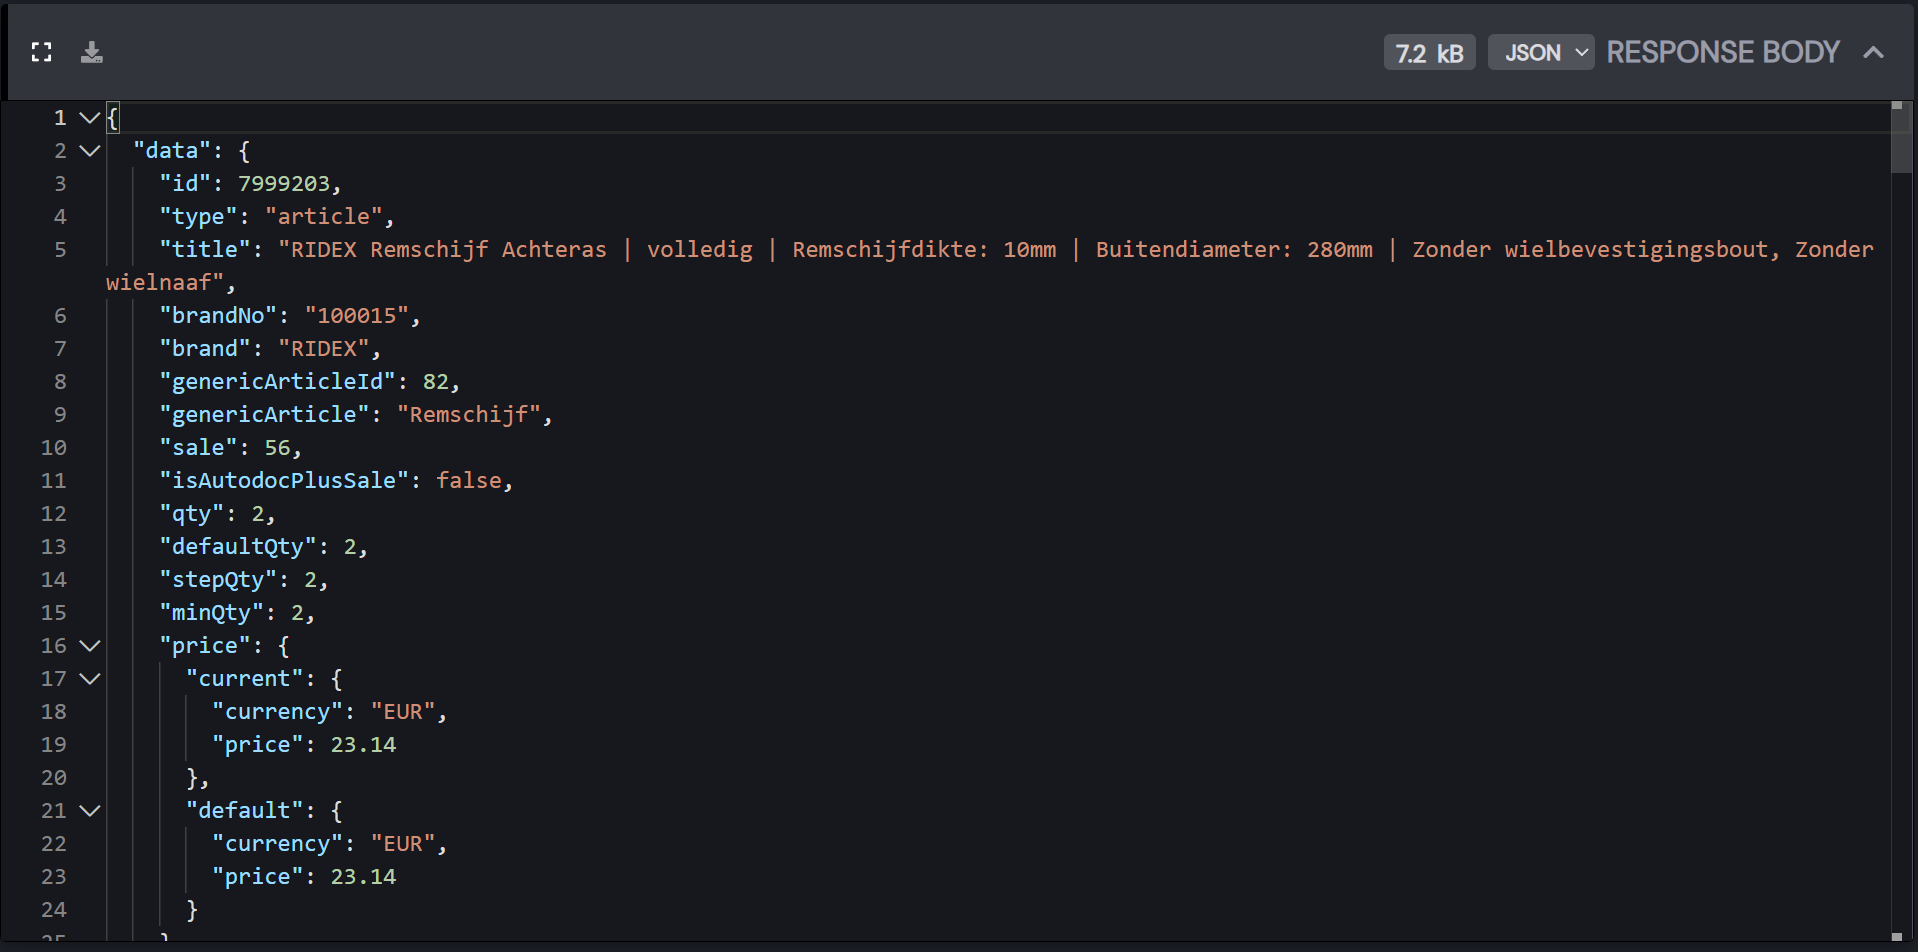 7.2 kB JSON RESPONSE BODY
1 {
2 "data": {
3 "id": 7999203,
4 "type": "article",
5 "title": "RIDEX Remschijf Achteras | volledig | Remschijfdikte: 10mm | Buitendiameter: 280mm | Zonder wielbevestigingsbout, Zonder
wielnaaf",
6 "brandNo": "100015",
7 "brand": "RIDEX",
8 "genericArticleId": 82,
9 "genericArticle": "Remschijf",
10 "sale": 56,
11 "isAutodocPlusSale": false,
12 "qty": 2,
13 "defaultQty": 2,
14 "stepQty": 2,
15 "minQty": 2,
16 "price": {
17 "current": {
18 "currency": "EUR",
19 "price": 23.14
20 },
21 "default": {
22 "currency": "EUR",
23 "price": 23.14
24 }
25 }